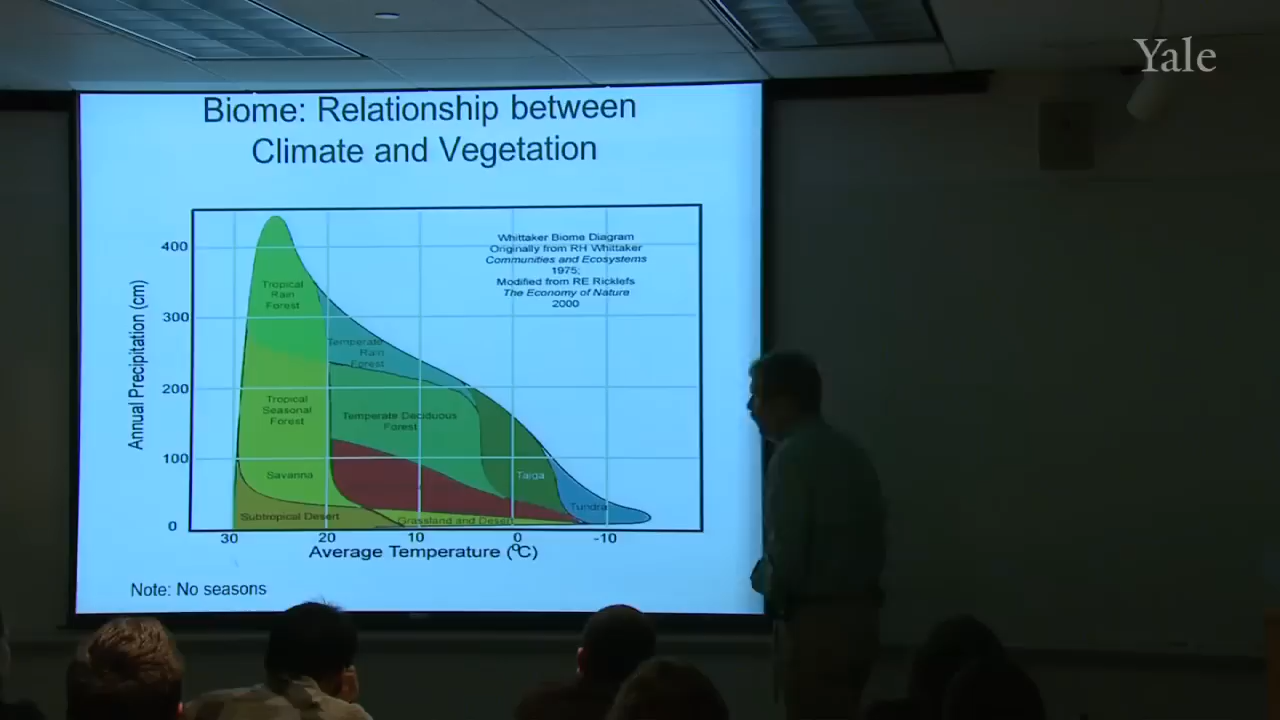 Yale
Biome: Relationship between
Climate and Vegetation
Whittaker Biome Diagram
Originally from RH Whittaker
Communities and Ecosystems
1975;
Modified from RE Ricklefs
The Economy of Nature
2000
Annual Precipitation (cm)
400
300
200
100
0
Tropical
Rain
Forest
Temperate
Rain
Forest
Tropical
Seasonal
Forest
Temperate Deciduous
Forest
Savanna
Taiga
Tundra
Subtropical Desert
Grassland and Desert
30
20
10
0
-10
Average Temperature (°C)
Note: No seasons